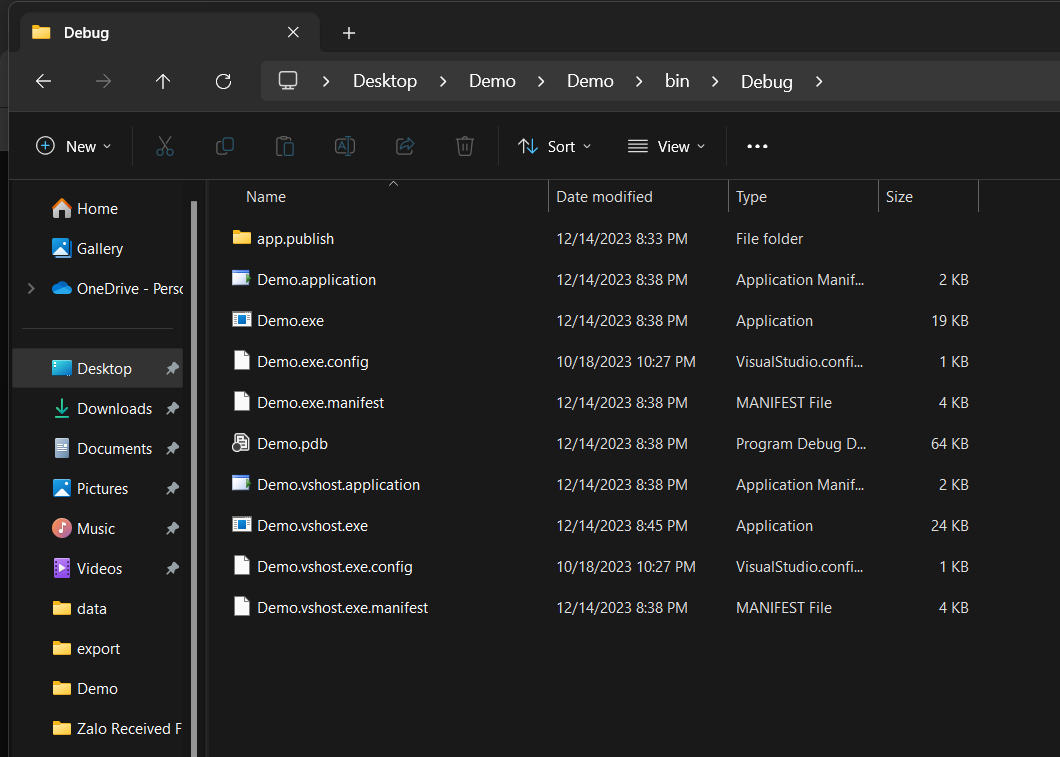 Debug
Desktop Demo Demo bin Debug
New Sort View
Name Date modified Type Size
Home
Gallery
OneDrive - Perso
Desktop
Downloads
Documents
Pictures
Music
Videos
data
export
Demo
Zalo Received F
app.publish 12/14/2023 8:33 PM File folder
Demo.application 12/14/2023 8:38 PM Application Manif... 2 KB
Demo.exe 12/14/2023 8:38 PM Application 19 KB
Demo.exe.config 10/18/2023 10:27 PM VisualStudio.confi... 1 KB
Demo.exe.manifest 12/14/2023 8:38 PM MANIFEST File 4 KB
Demo.pdb 12/14/2023 8:38 PM Program Debug D... 64 KB
Demo.vshost.application 12/14/2023 8:38 PM Application Manif... 2 KB
Demo.vshost.exe 12/14/2023 8:45 PM Application 24 KB
Demo.vshost.exe.config 10/18/2023 10:27 PM VisualStudio.confi... 1 KB
Demo.vshost.exe.manifest 12/14/2023 8:38 PM MANIFEST File 4 KB